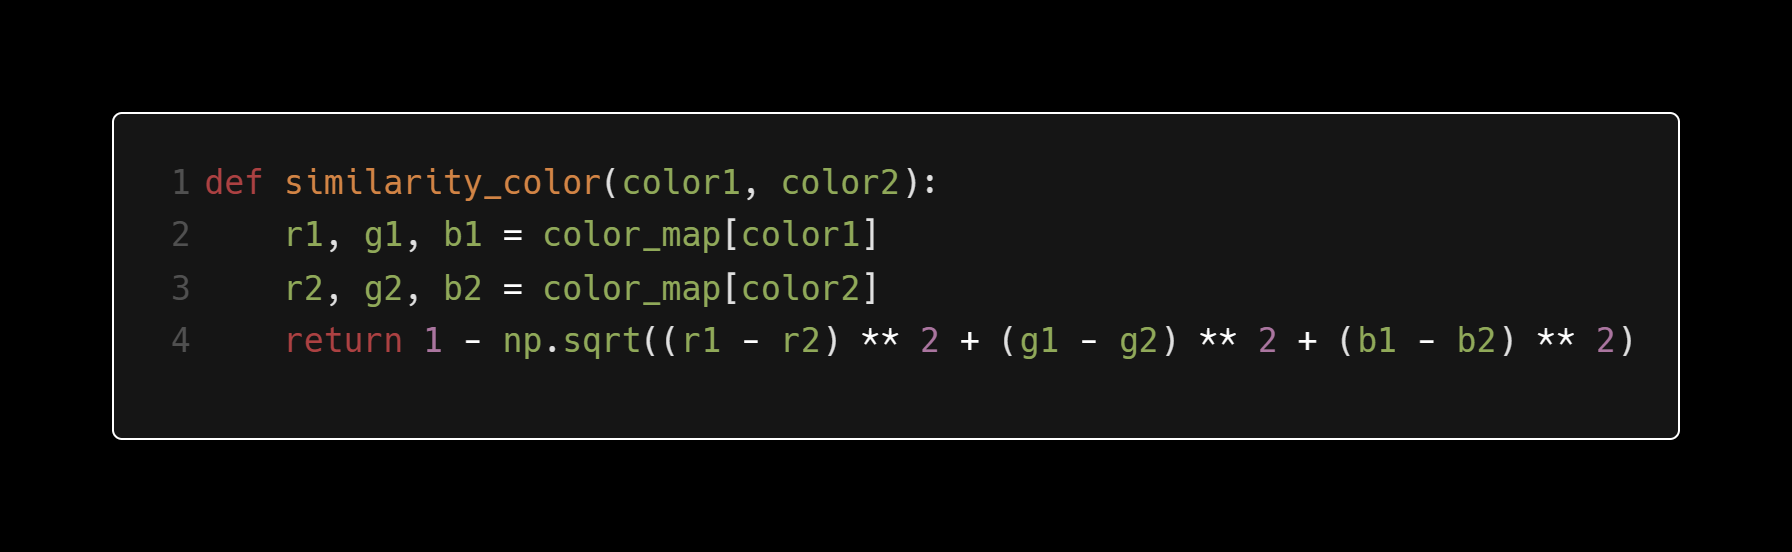 1 def similarity_color(color1, color2):
2     r1, g1, b1 = color_map[color1]
3     r2, g2, b2 = color_map[color2]
4     return 1 - np.sqrt((r1 - r2) ** 2 + (g1 - g2) ** 2 + (b1 - b2) ** 2)